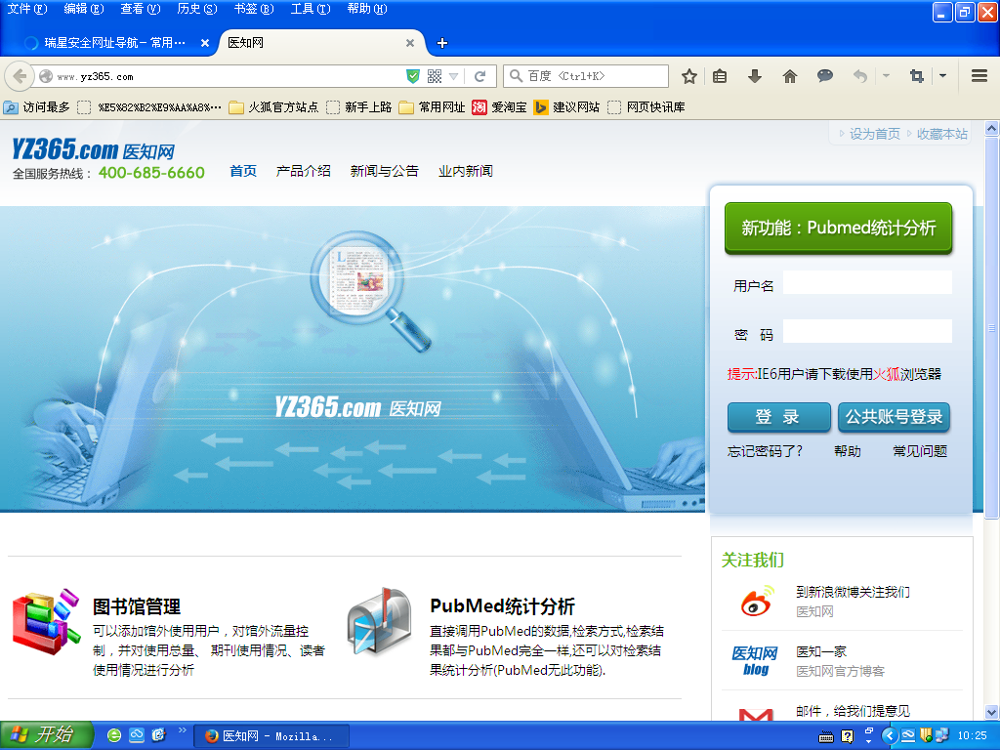 文件(F) 编辑(E) 查看(V) 历史(S) 书签(B) 工具(T) 帮助(H)
瑞星安全网址导航－常用… 医知网
www.yz365.com 百度 <Ctrl+K>
访问最多 %E5%82%B2%E9%AA%A8%… 火狐官方站点 新手上路 常用网址 淘 爱淘宝 建议网站 网页快讯库
设为首页 收藏本站
YZ365.com 医知网
全国服务热线： 400-685-6660 首页 产品介绍 新闻与公告 业内新闻
新功能：Pubmed统计分析
用户名
密 码
提示:IE6用户请下载使用火狐浏览器
YZ365.com 医知网
登 录 公共账号登录
忘记密码了? 帮助 常见问题
关注我们
到新浪微博关注我们
医知网
医知网 blog
医知一家
医知网官方博客
邮件，给我们提意见
图书馆管理
可以添加馆外使用用户，对馆外流量控
制，并对使用总量、 期刊使用情况、读者
使用情况进行分析
PubMed统计分析
直接调用PubMed的数据,检索方式,检索结
果都与PubMed完全一样,还可以对检索结
果统计分析(PubMed无此功能).
开始 医知网 - Mozilla... 10:25